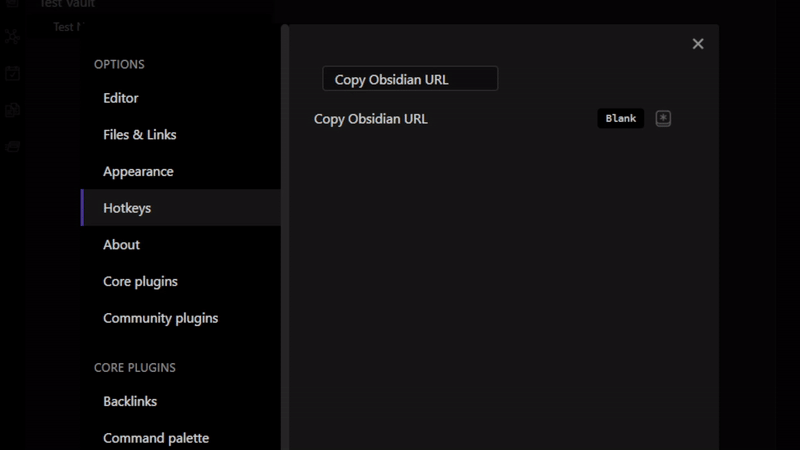 Test Vault
Test
OPTIONS
Editor
Files & Links
Appearance
Hotkeys
About
Core plugins
Community plugins
CORE PLUGINS
Backlinks
Command palette
Copy Obsidian URL
Copy Obsidian URL
Blank